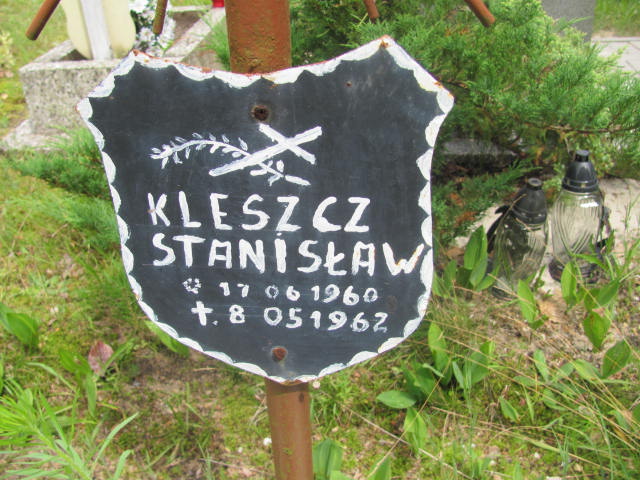 KLESZCZ
STANISŁAW
* 17 06 1960
✝ 8 05 1962